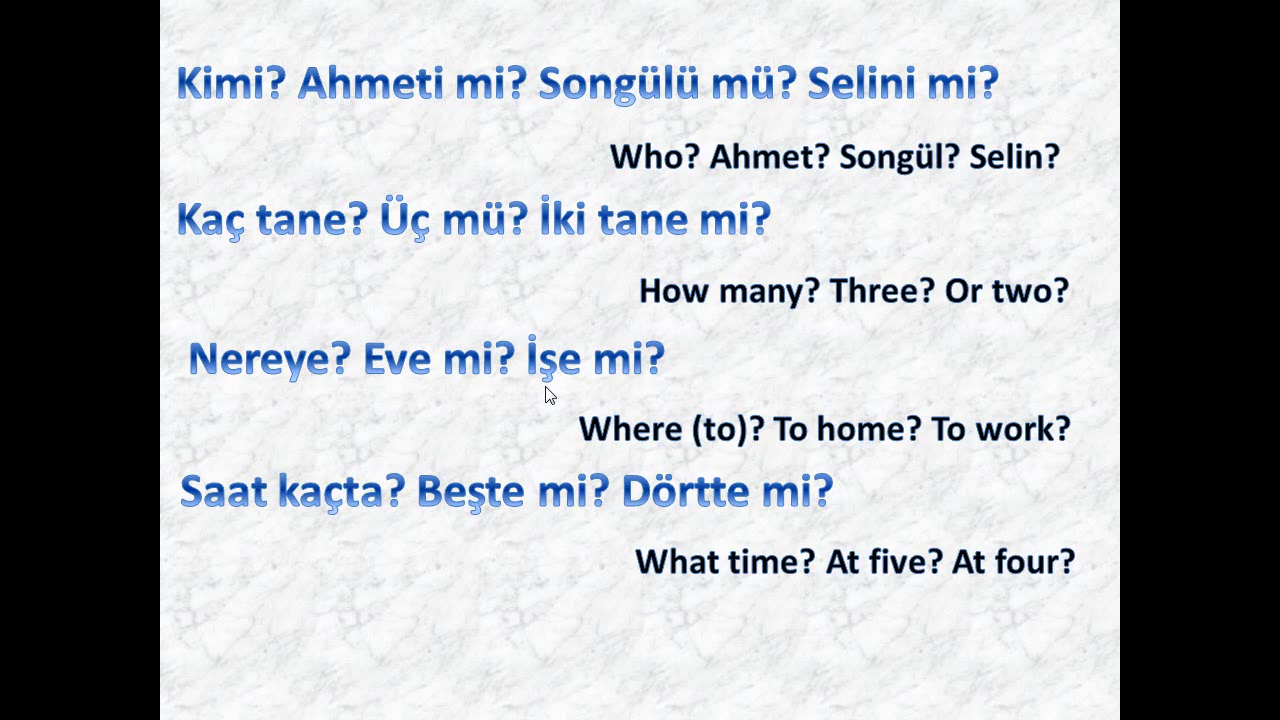 Kimi? Ahmeti mi? Songülü mü? Selini mi?
Who? Ahmet? Songül? Selin?
Kaç tane? Üç mü? İki tane mi?
How many? Three? Or two?
Nereye? Eve mi? İşe mi?
Where (to)? To home? To work?
Saat kaçta? Beşte mi? Dörtte mi?
What time? At five? At four?